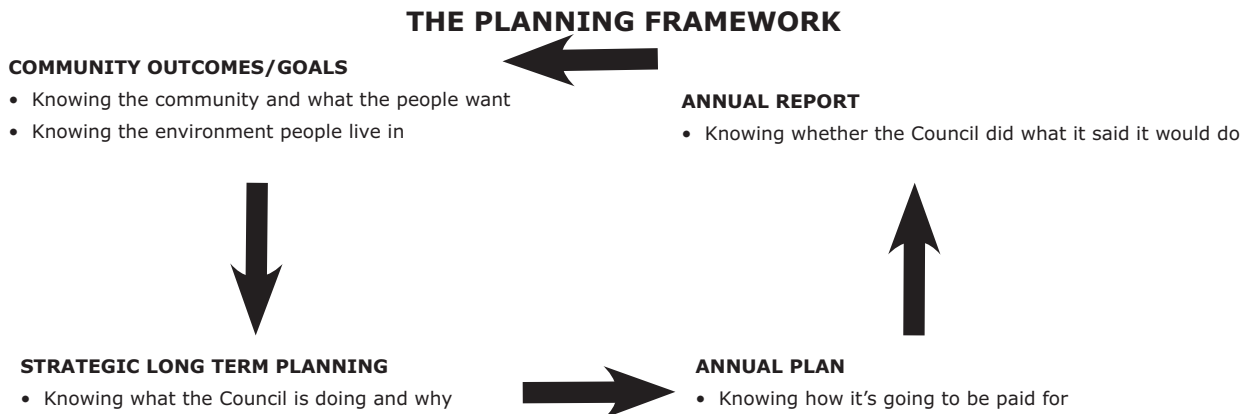 THE PLANNING FRAMEWORK
COMMUNITY OUTCOMES/GOALS
• Knowing the community and what the people want
• Knowing the environment people live in
ANNUAL REPORT
• Knowing whether the Council did what it said it would do
STRATEGIC LONG TERM PLANNING
• Knowing what the Council is doing and why
ANNUAL PLAN
• Knowing how it's going to be paid for